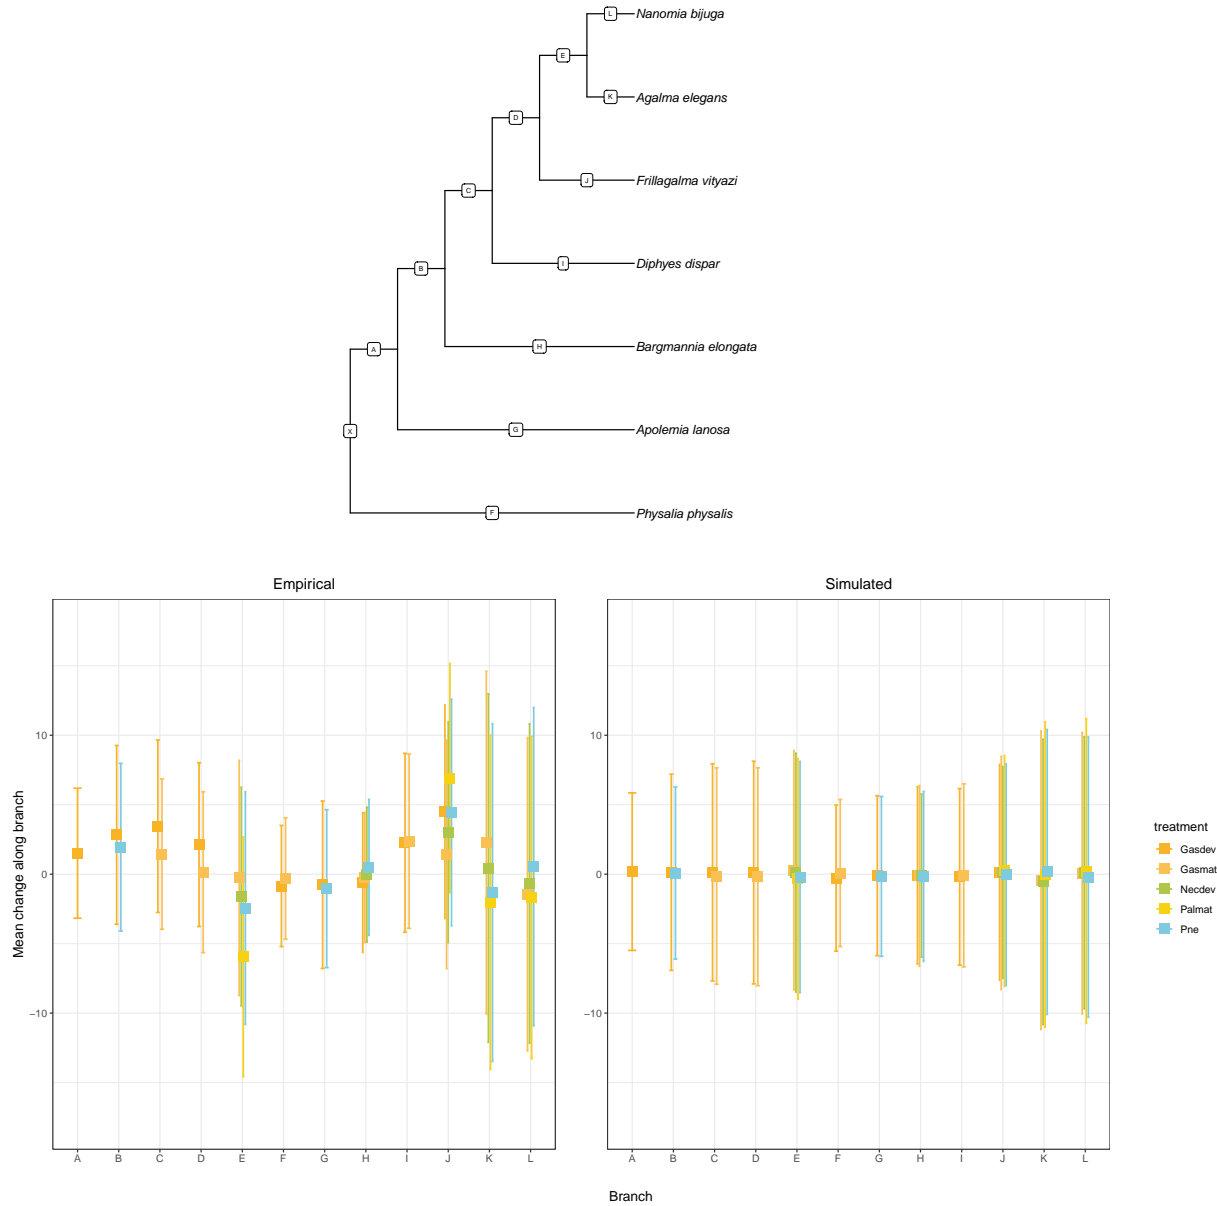 L
Nanomia bijuga
E
K
Agalma elegans
D
J
Frillagalma vityazi
C
I
Diphyes dispar
B
H
Bargmannia elongata
A
G
Apolemia lanosa
X
F
Physalia physalis
Empirical
Simulated
Mean change along branch
10
0
−10
10
0
−10
A B C D E F G H I J K L
A B C D E F G H I J K L
Branch
treatment
Gasdev
Gasmat
Necdev
Palmat
Pne